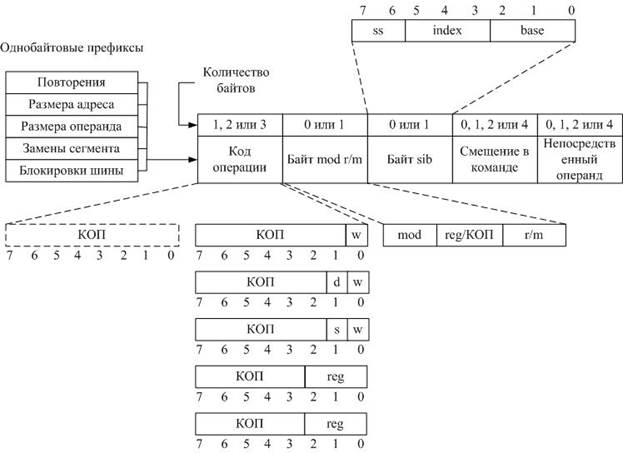 7 6 5 4 3 2 1 0
ss index base
Однобайтовые префиксы
Повторения
Размера адреса
Размера операнда
Замены сегмента
Блокировки шины
Количество
байтов
1, 2 или 3 0 или 1 0 или 1 0, 1, 2 или 4 0, 1, 2 или 4
Код
операции
Байт mod r/m
Байт sib
Смещение в
команде
Непосредств
енный
операнд
КОП
7 6 5 4 3 2 1 0
КОП w
7 6 5 4 3 2 1 0
mod reg/КОП r/m
КОП d w
7 6 5 4 3 2 1 0
КОП s w
7 6 5 4 3 2 1 0
КОП reg
7 6 5 4 3 2 1 0
КОП reg
7 6 5 4 3 2 1 0